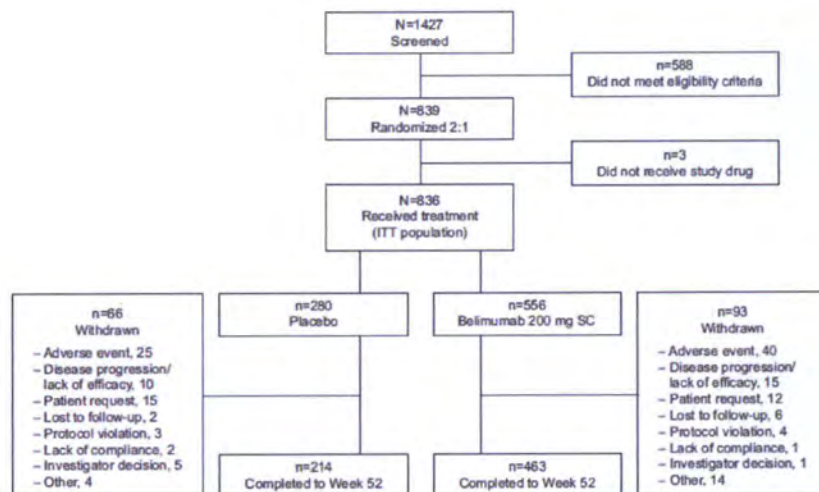 N=1427
Screened
n=588
Did not meet eligibility criteria
N=839
Randomized 2:1
n=3
Did not receive study drug
N=836
Received treatment
(ITT population)
n=66
Withdrawn
– Adverse event, 25
– Disease progression/
lack of efficacy, 10
– Patient request, 15
– Lost to follow-up, 2
– Protocol violation, 3
– Lack of compliance, 2
– Investigator decision, 5
– Other, 4
n=280
Placebo
n=556
Belimumab 200 mg SC
n=93
Withdrawn
– Adverse event, 40
– Disease progression/
lack of efficacy, 15
– Patient request, 12
– Lost to follow-up, 6
– Protocol violation, 4
– Lack of compliance, 1
– Investigator decision, 1
– Other, 14
n=214
Completed to Week 52
n=463
Completed to Week 52